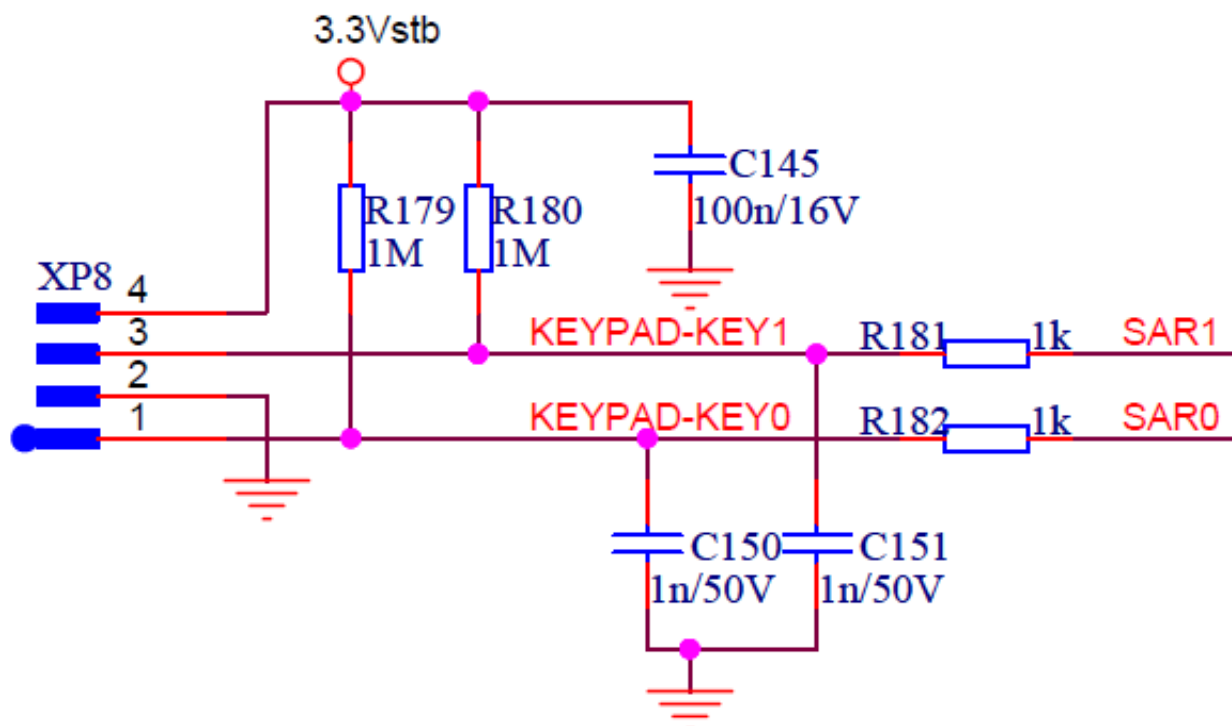 3.3Vstb
C145
100n/16V
R179
1M
R180
1M
XP8
4
3
2
1
KEYPAD-KEY1
R181
1k
SAR1
KEYPAD-KEY0
R182
1k
SAR0
C150
1n/50V
C151
1n/50V